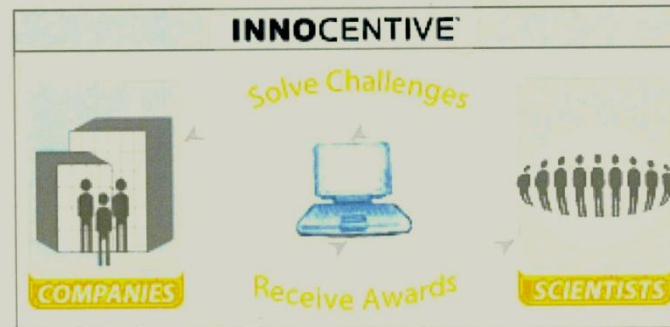 INNOCENTIVE
Solve Challenges
COMPANIES
Receive Awards
SCIENTISTS